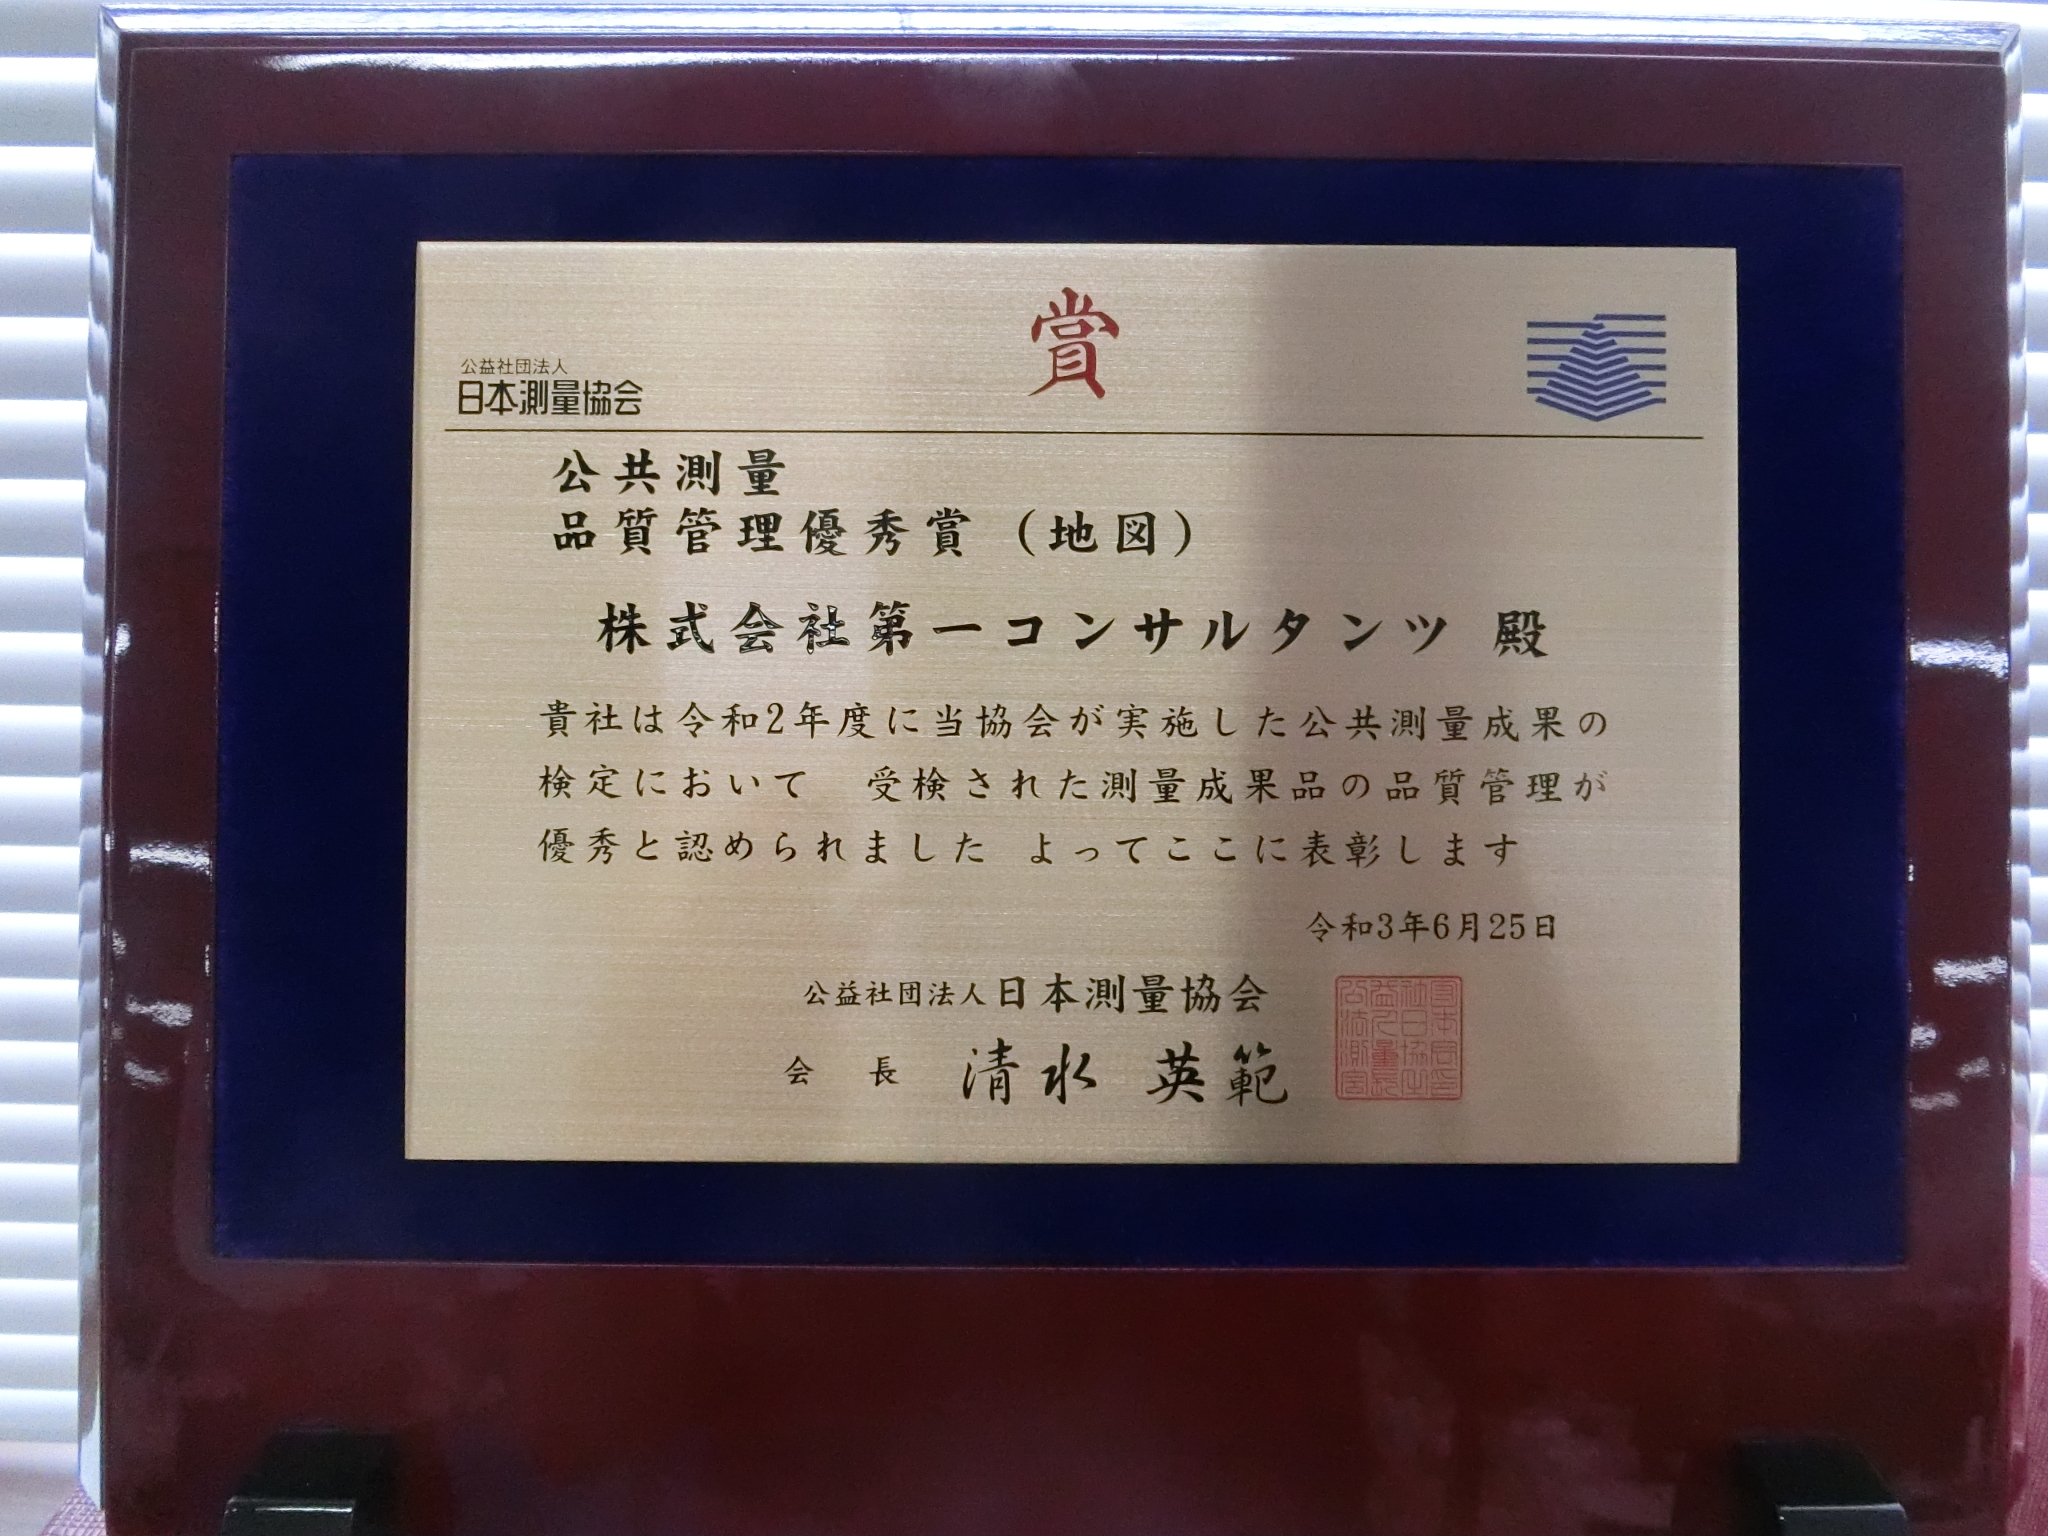 賞
公益社団法人
日本測量協会
公共測量
品質管理優秀賞（地図）
株式会社第一コンサルタンツ 殿
貴社は令和2年度に当協会が実施した公共測量成果の
検定において　受検された測量成果品の品質管理が
優秀と認められました よってここに表彰します
令和3年6月25日
公益社団法人日本測量協会
会　長　清水 英範